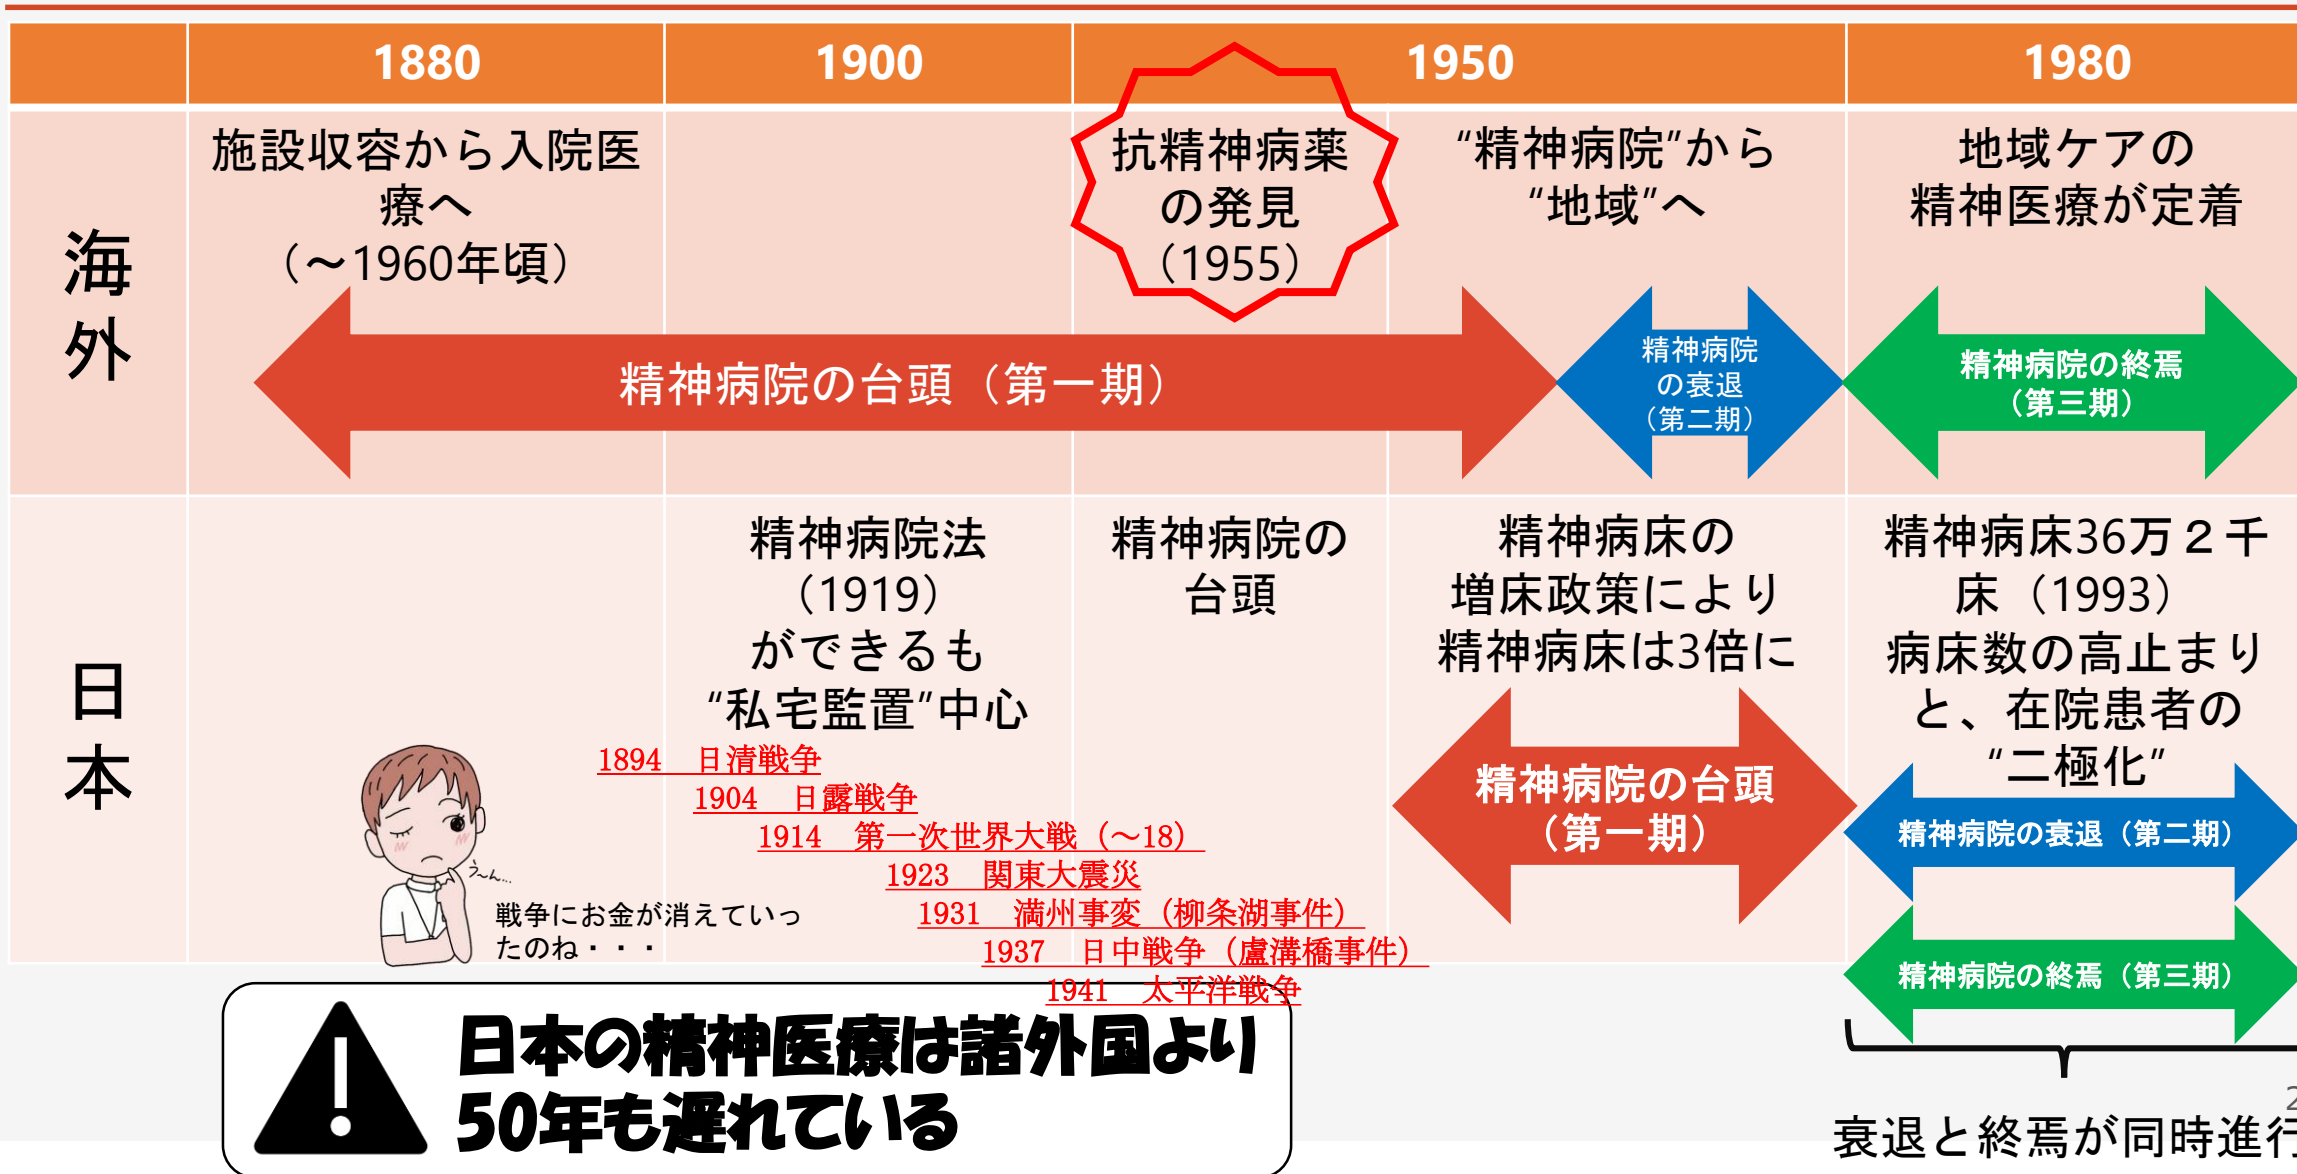 1880
1900
1950
1980
海外
施設収容から入院医
療へ
（～1960年頃）
抗精神病薬
の発見
（1955）
“精神病院”から
“地域”へ
地域ケアの
精神医療が定着
精神病院の台頭（第一期）
精神病院
の衰退
（第二期）
精神病院の終焉
（第三期）
日本
精神病院法
（1919）
ができるも
“私宅監置”中心
精神病院の
台頭
精神病床の
増床政策により
精神病床は3倍に
精神病床36万２千
床（1993）
病床数の高止まり
と、在院患者の
“二極化”
精神病院の台頭
（第一期）
精神病院の衰退（第二期）
精神病院の終焉（第三期）
1894　日清戦争
1904　日露戦争
1914　第一次世界大戦（～18）
1923　関東大震災
1931　満州事変（柳条湖事件）
1937　日中戦争（盧溝橋事件）
1941　太平洋戦争
う～ん…
戦争にお金が消えていっ
たのね・・・
日本の精神医療は諸外国より
50年も遅れている
2
衰退と終焉が同時進行